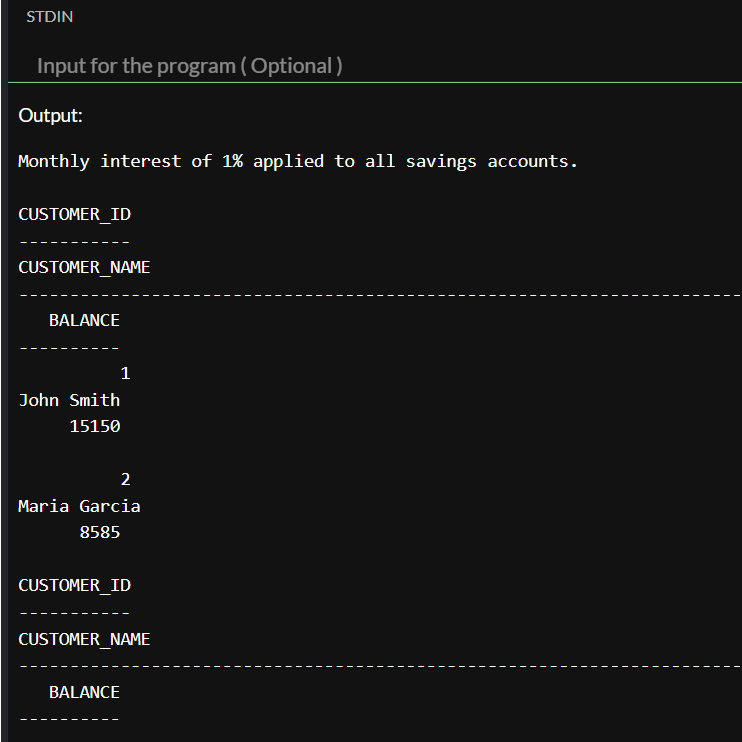 STDIN
Input for the program ( Optional )
Output:
Monthly interest of 1% applied to all savings accounts.
CUSTOMER_ID
-----------
CUSTOMER_NAME
-----------------------------------------------------------------------
   BALANCE
----------
          1
John Smith
     15150
          2
Maria Garcia
      8585
CUSTOMER_ID
-----------
CUSTOMER_NAME
-----------------------------------------------------------------------
   BALANCE
----------